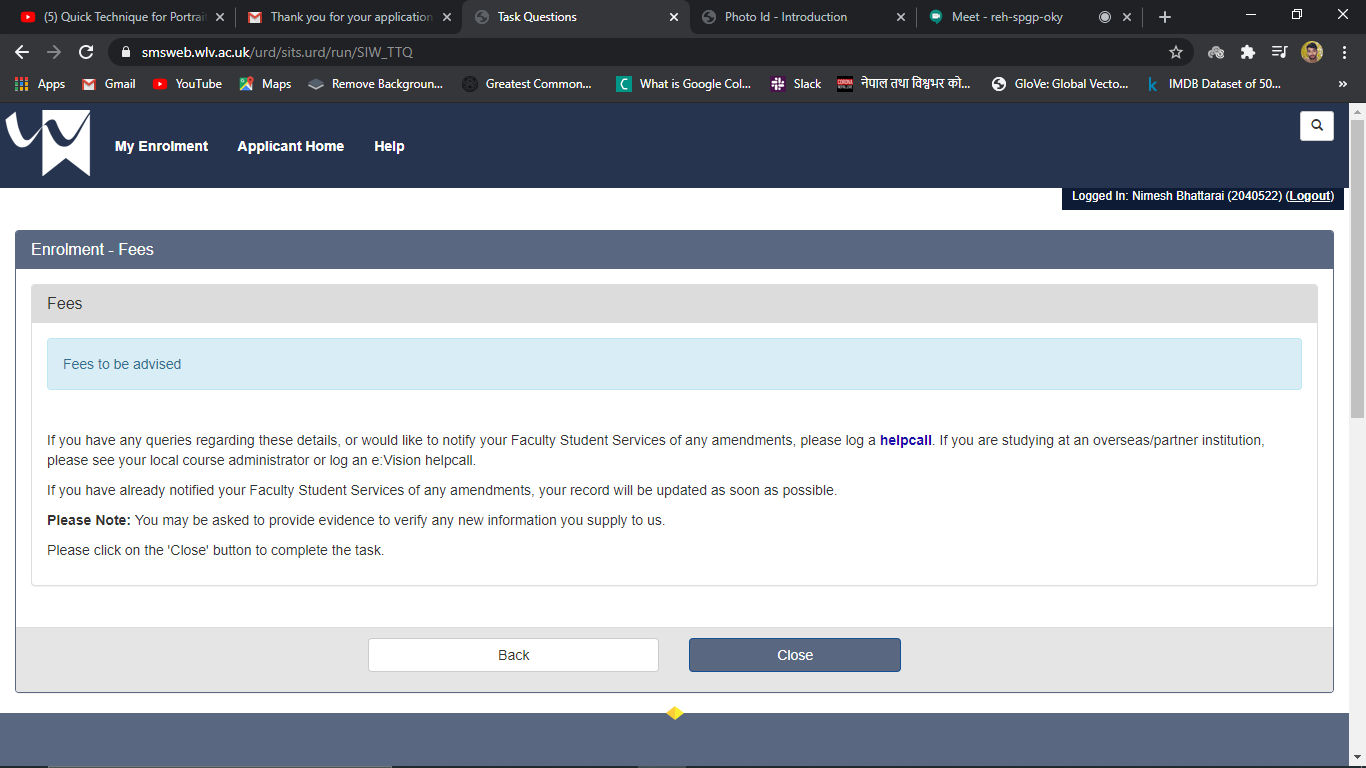 (5) Quick Technique for Portrai
Thank you for your application
Task Questions
Photo Id - Introduction
Meet - reh-spgp-oky
smsweb.wlv.ac.uk/urd/sits.urd/run/SIW_TTQ
Apps
Gmail
YouTube
Maps
Remove Backgroun...
Greatest Common...
What is Google Col...
Slack
नेपाल तथा विश्वभर को...
GloVe: Global Vecto...
IMDB Dataset of 50...
»
My Enrolment
Applicant Home
Help
Logged In: Nimesh Bhattarai (2040522) (Logout)
Enrolment - Fees
Fees
Fees to be advised
If you have any queries regarding these details, or would like to notify your Faculty Student Services of any amendments, please log a helpcall. If you are studying at an overseas/partner institution,
please see your local course administrator or log an e:Vision helpcall.
If you have already notified your Faculty Student Services of any amendments, your record will be updated as soon as possible.
Please Note: You may be asked to provide evidence to verify any new information you supply to us.
Please click on the 'Close' button to complete the task.
Back
Close